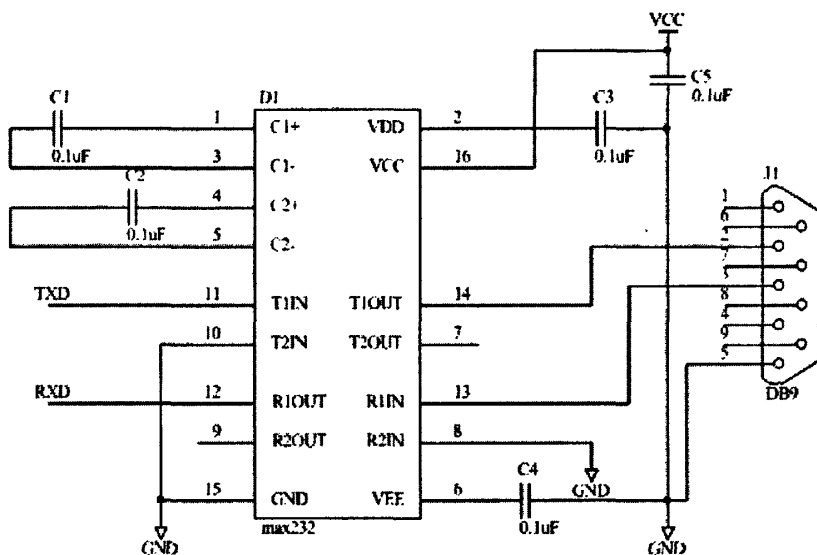 VCC
C5
0.1uF
C1
0.1uF
D1
1 C1+ VDD 2
C3
0.1uF
3 C1- VCC 16
C2
0.1uF
4 C2+
5 C2-
TXD 11 T1IN T1OUT 14
10 T2IN T2OUT 7
RXD 12 R1OUT R1IN 13
9 R2OUT R2IN 8
GND
15 GND VEE 6
C4
0.1uF
max232
GND
GND
J1
1
6
7
8
4
9
5
DB9